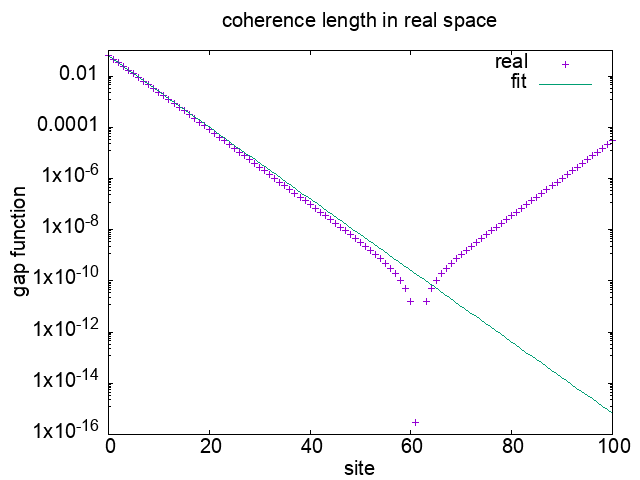 coherence length in real space
real
fit
0.01
0.0001
1x10-6
1x10-8
1x10-10
1x10-12
1x10-14
1x10-16
gap function
0 20 40 60 80 100
site